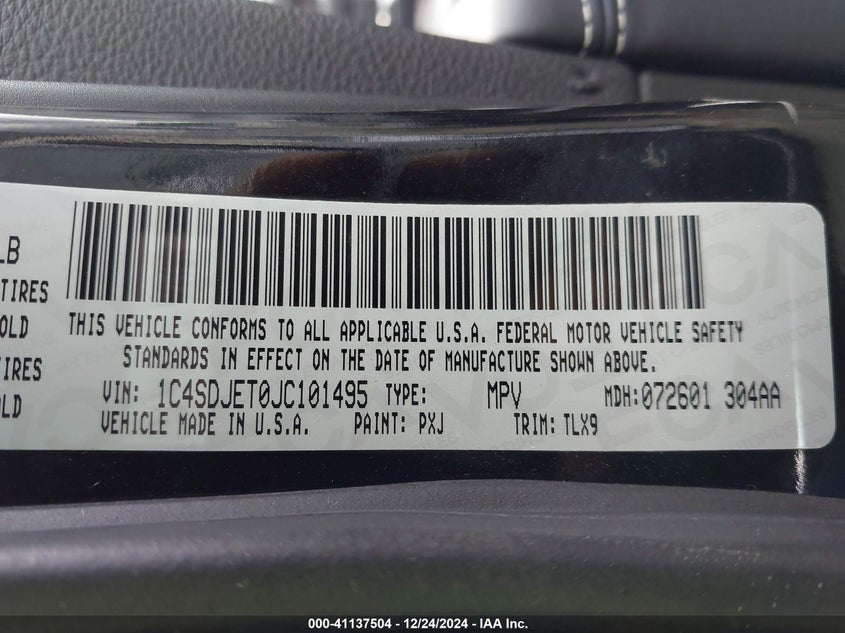 LB
TIRES
OLD
TIRES
OLD
THIS VEHICLE CONFORMS TO ALL APPLICABLE U.S.A. FEDERAL MOTOR VEHICLE SAFETY
STANDARDS IN EFFECT ON THE DATE OF MANUFACTURE SHOWN ABOVE.
VIN: 1C4SDJET0JC101495 TYPE: MPV MDH:072601 304AA
VEHICLE MADE IN U.S.A. PAINT: PXJ TRIM: TLX9
000-41137504 - 12/24/2024 - IAA Inc.